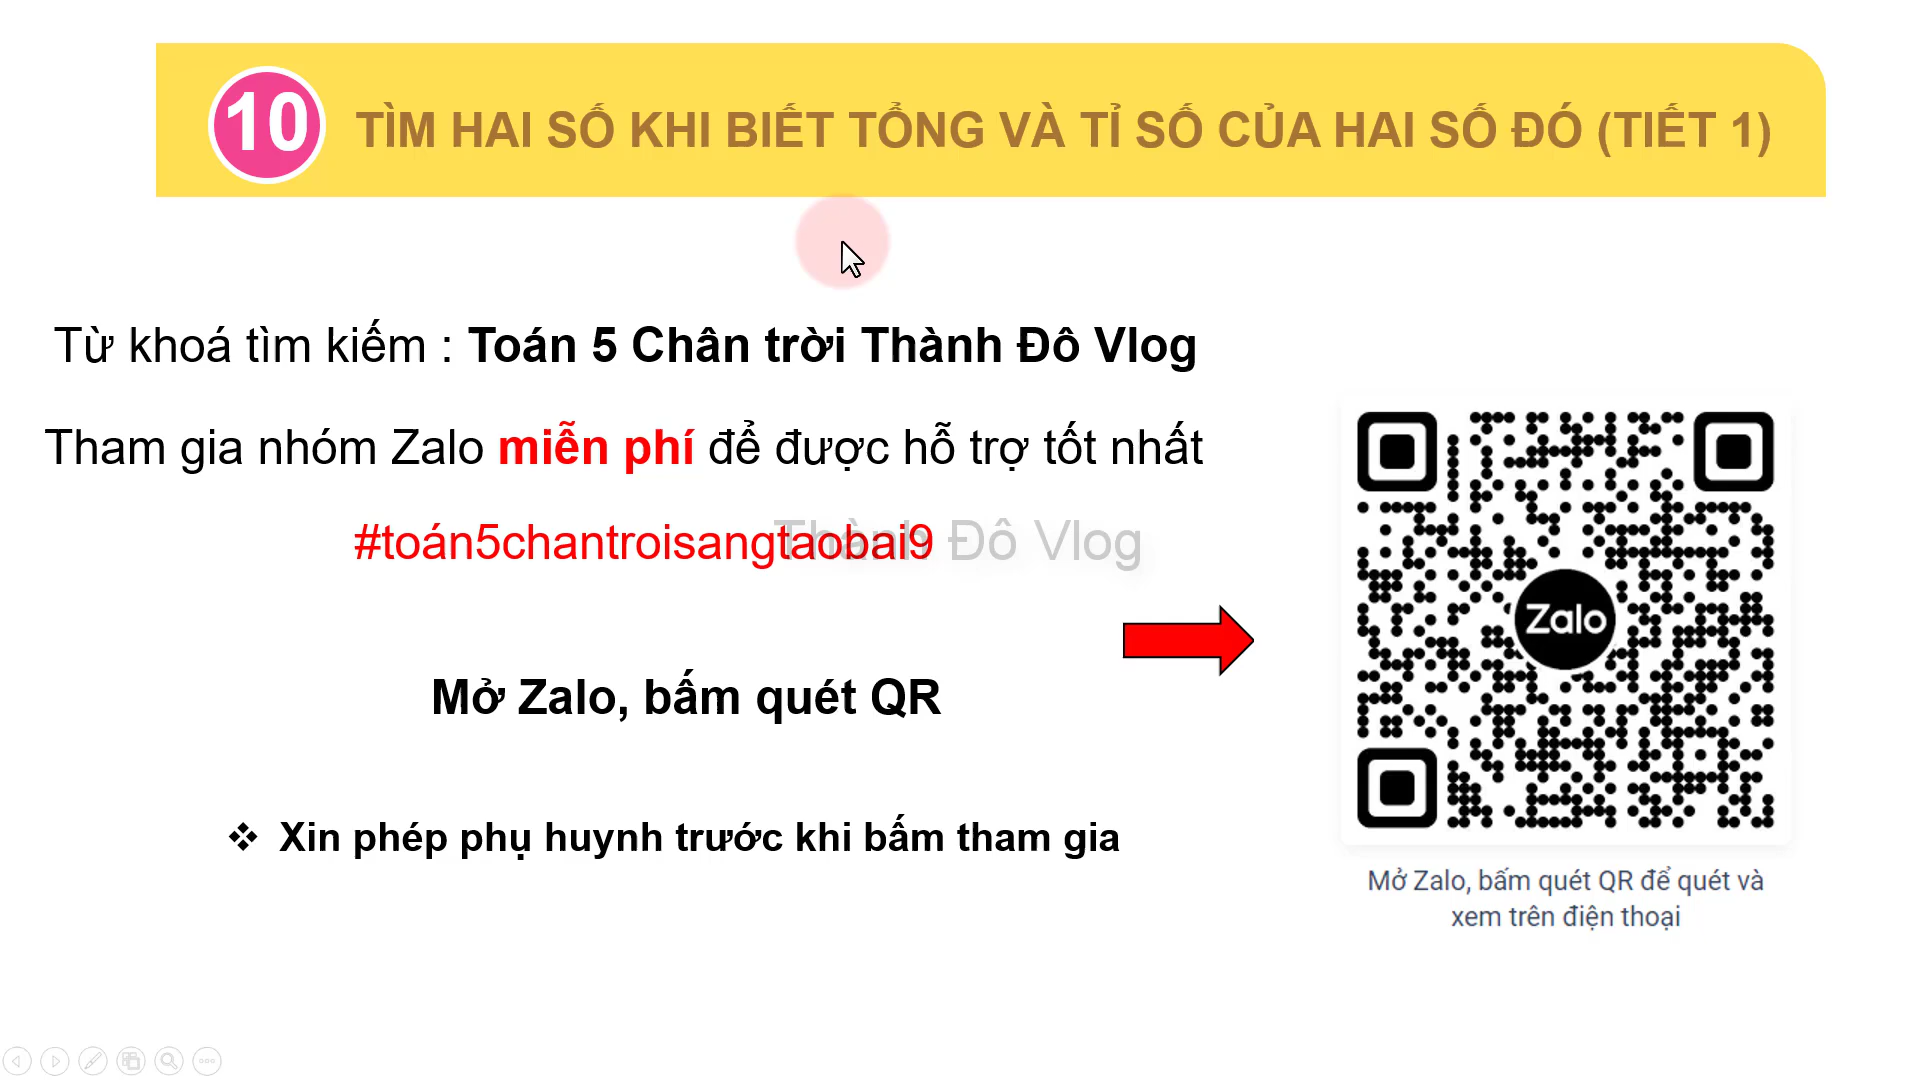 10
TÌM HAI SỐ KHI BIẾT TỔNG VÀ TỈ SỐ CỦA HAI SỐ ĐÓ (TIẾT 1)
Từ khoá tìm kiếm : Toán 5 Chân trời Thành Đô Vlog
Tham gia nhóm Zalo miễn phí để được hỗ trợ tốt nhất
#toán5chantroisangtaobai9
Thành Đô Vlog
Mở Zalo, bấm quét QR
❖ Xin phép phụ huynh trước khi bấm tham gia
Zalo
Mở Zalo, bấm quét QR để quét và
xem trên điện thoại